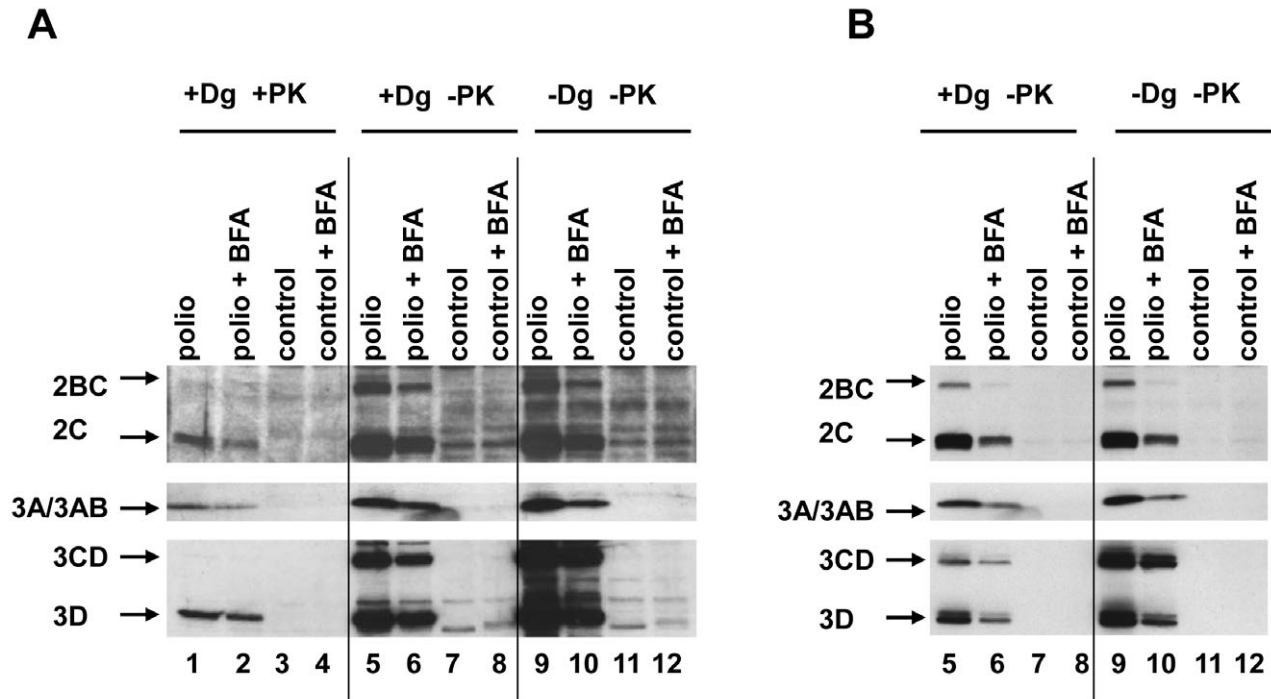 A
B
+Dg +PK
+Dg -PK
-Dg -PK
+Dg -PK
-Dg -PK
polio
polio + BFA
control
control + BFA
polio
polio + BFA
control
control + BFA
polio
polio + BFA
control
control + BFA
polio
polio + BFA
control
control + BFA
polio
polio + BFA
control
control + BFA
2BC
2C
3A/3AB
3CD
3D
2BC
2C
3A/3AB
3CD
3D
1 2 3 4 5 6 7 8 9 10 11 12
5 6 7 8 9 10 11 12